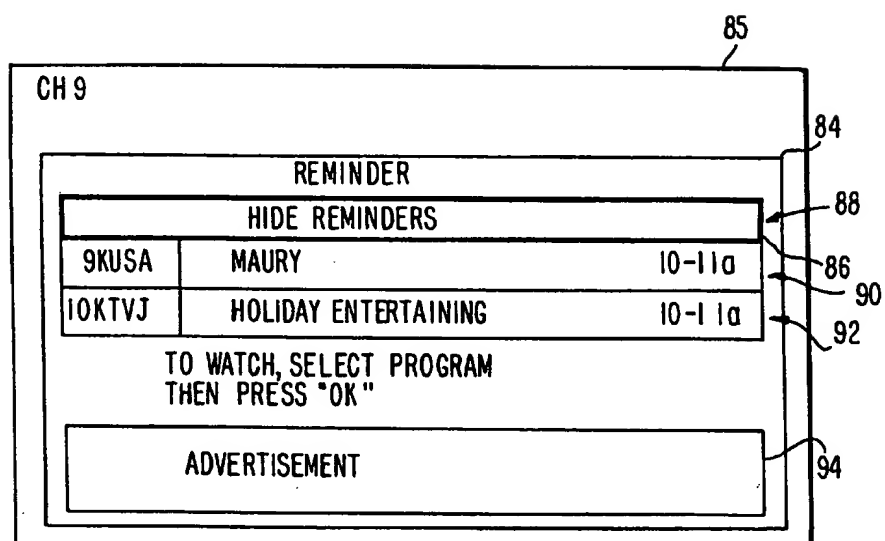 85
CH 9
84
REMINDER
HIDE REMINDERS
88
86
9KUSA MAURY 10-11a
90
10KTVJ HOLIDAY ENTERTAINING 10-11a
92
TO WATCH, SELECT PROGRAM
THEN PRESS "OK"
ADVERTISEMENT
94